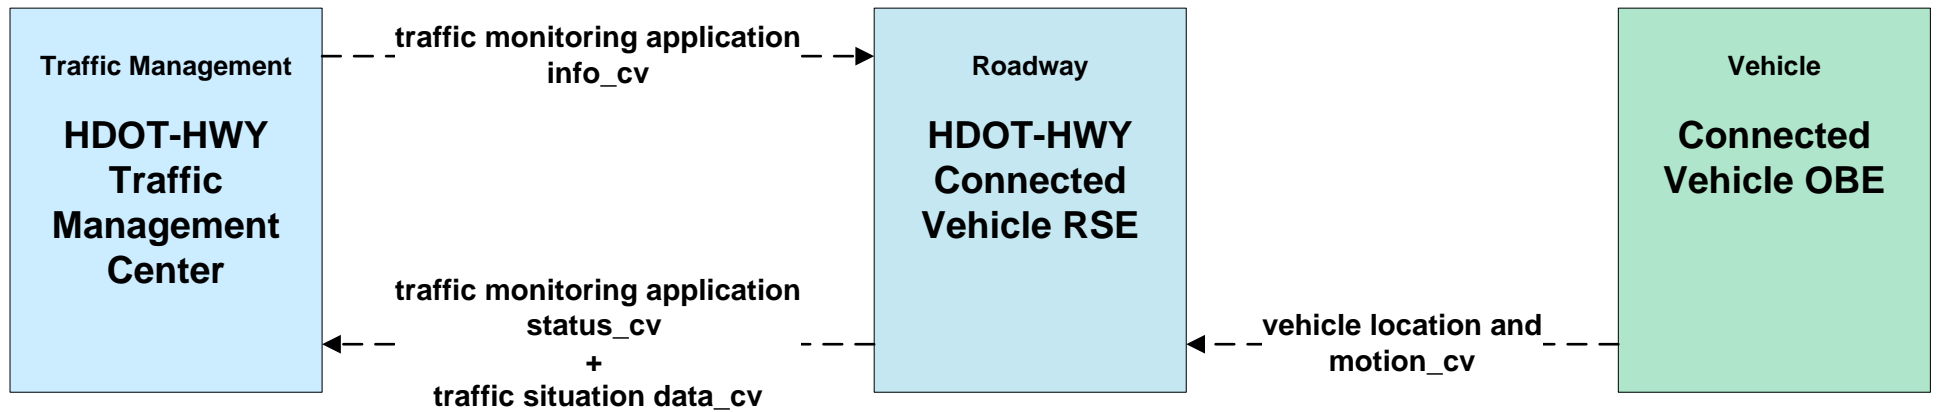 Traffic Management
HDOT-HWY
Traffic
Management
Center
traffic monitoring application
info_cv
traffic monitoring application
status_cv
+
traffic situation data_cv
Roadway
HDOT-HWY
Connected
Vehicle RSE
vehicle location and
motion_cv
Vehicle
Connected
Vehicle OBE